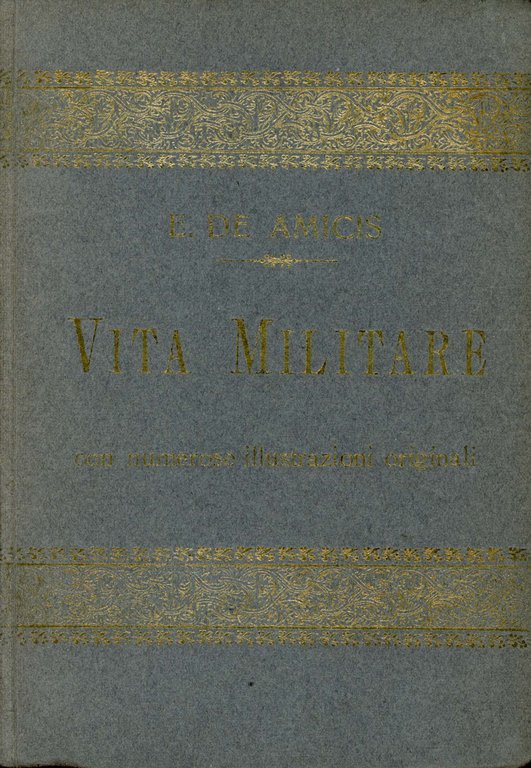 E. DE AMICIS
VITA MILITARE
con numerose illustrazioni originali